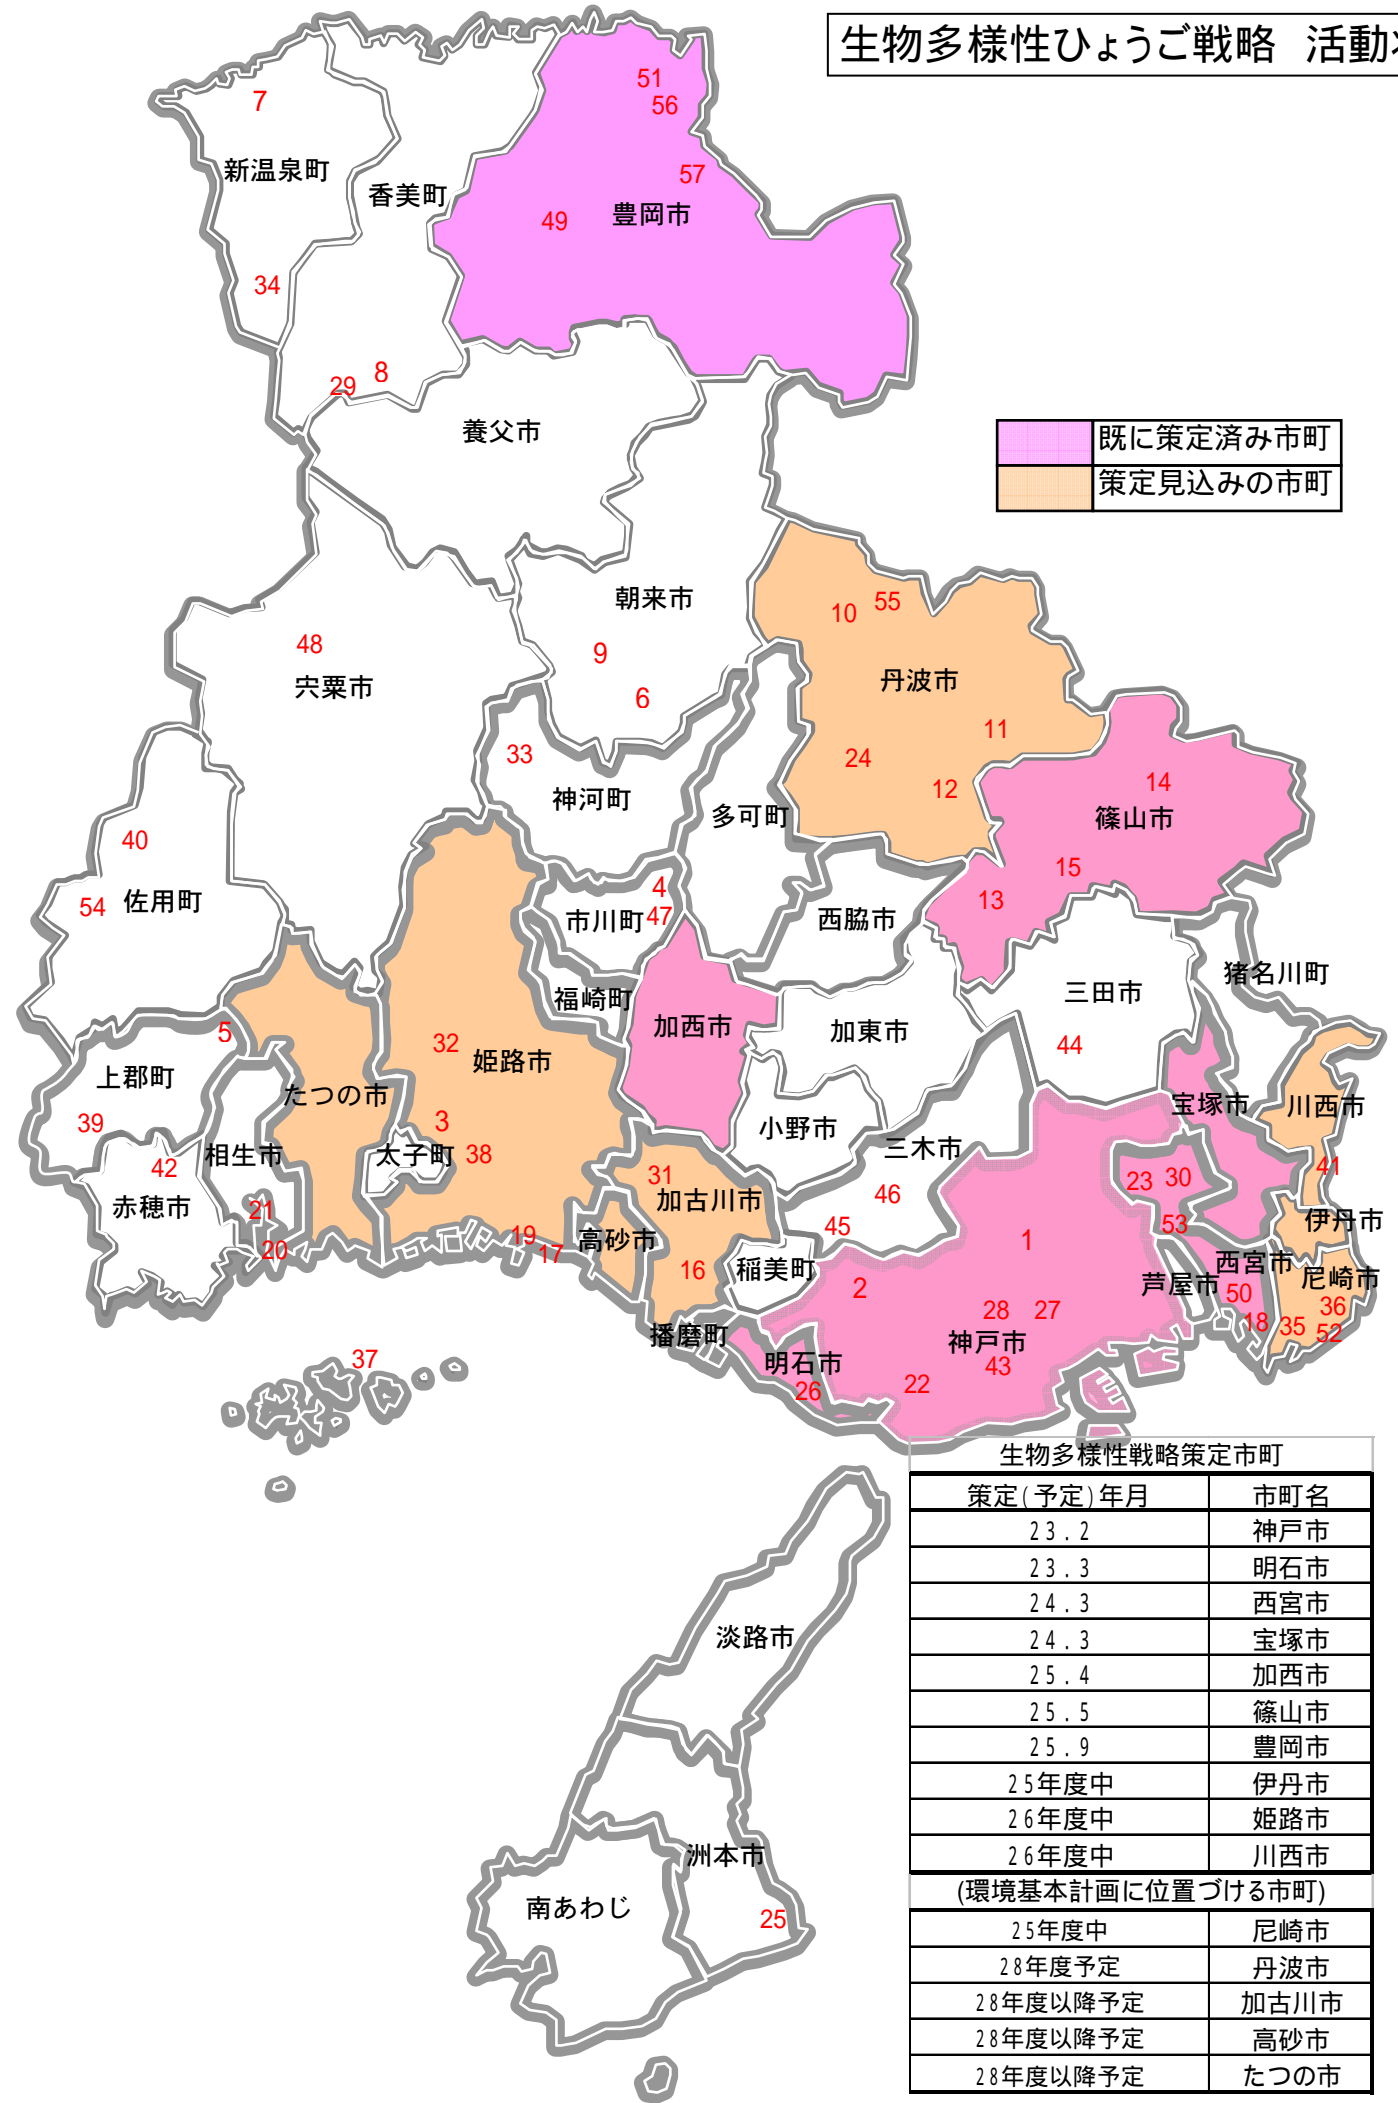 生物多様性ひょうご戦略 活動
7
新温泉町
香美町
34
29
8
51
56
57
49
豊岡市
養父市
既に策定済み市町
策定見込みの市町
朝来市
9
6
48
宍粟市
10
55
丹波市
11
24
12
33
神河町
多可町
14
篠山市
15
13
40
54
佐用町
4
市川町
47
西脇市
福崎町
加西市
加東市
三田市
44
猪名川町
5
上郡町
39
42
赤穂市
相生市
21
20
たつの市
32
姫路市
3
太子町
38
19
17
小野市
三木市
46
45
31
加古川市
高砂市
16
稲美町
播磨町
宝塚市
川西市
41
23
30
53
伊丹市
西宮市
尼崎市
芦屋市
50
18
35
36
52
1
2
28
27
神戸市
43
22
明石市
26
37
淡路市
洲本市
南あわじ
25
生物多様性戦略策定市町
策定(予定)年月 市町名
23.2 神戸市
23.3 明石市
24.3 西宮市
24.3 宝塚市
25.4 加西市
25.5 篠山市
25.9 豊岡市
25年度中 伊丹市
26年度中 姫路市
26年度中 川西市
(環境基本計画に位置づける市町)
25年度中 尼崎市
28年度予定 丹波市
28年度以降予定 加古川市
28年度以降予定 高砂市
28年度以降予定 たつの市